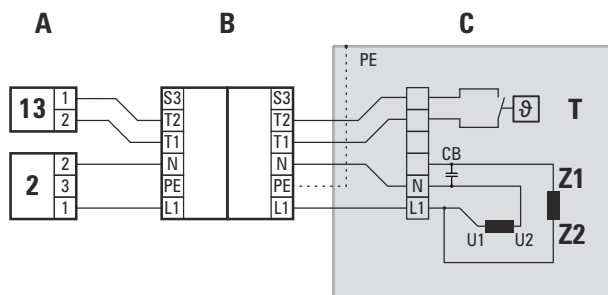 A B C
PE
13 1 S3 S3
2 T2 T2 ϑ T
T1 T1
2 2 N N CB
3 PE PE N Z1
1 L1 L1 L1
U1 U2 Z2